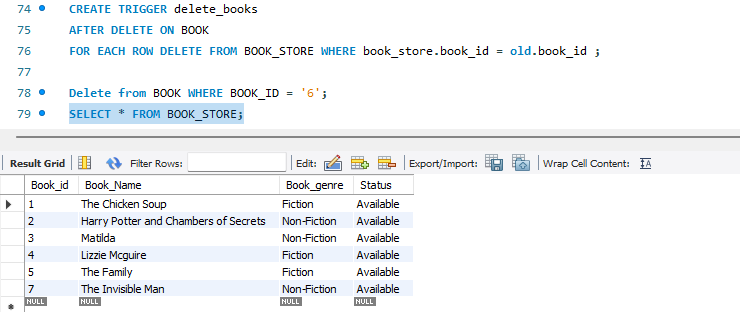 74 CREATE TRIGGER delete_books
75 AFTER DELETE ON BOOK
76 FOR EACH ROW DELETE FROM BOOK_STORE WHERE book_store.book_id = old.book_id ;
77
78 Delete from BOOK WHERE BOOK_ID = '6';
79 SELECT * FROM BOOK_STORE;
Result Grid Filter Rows: Edit: Export/Import: Wrap Cell Content: IA
Book_id Book_Name Book_genre Status
1 The Chicken Soup Fiction Available
2 Harry Potter and Chambers of Secrets Non-Fiction Available
3 Matilda Non-Fiction Available
4 Lizzie Mcguire Fiction Available
5 The Family Fiction Available
7 The Invisible Man Non-Fiction Available
NULL NULL NULL NULL